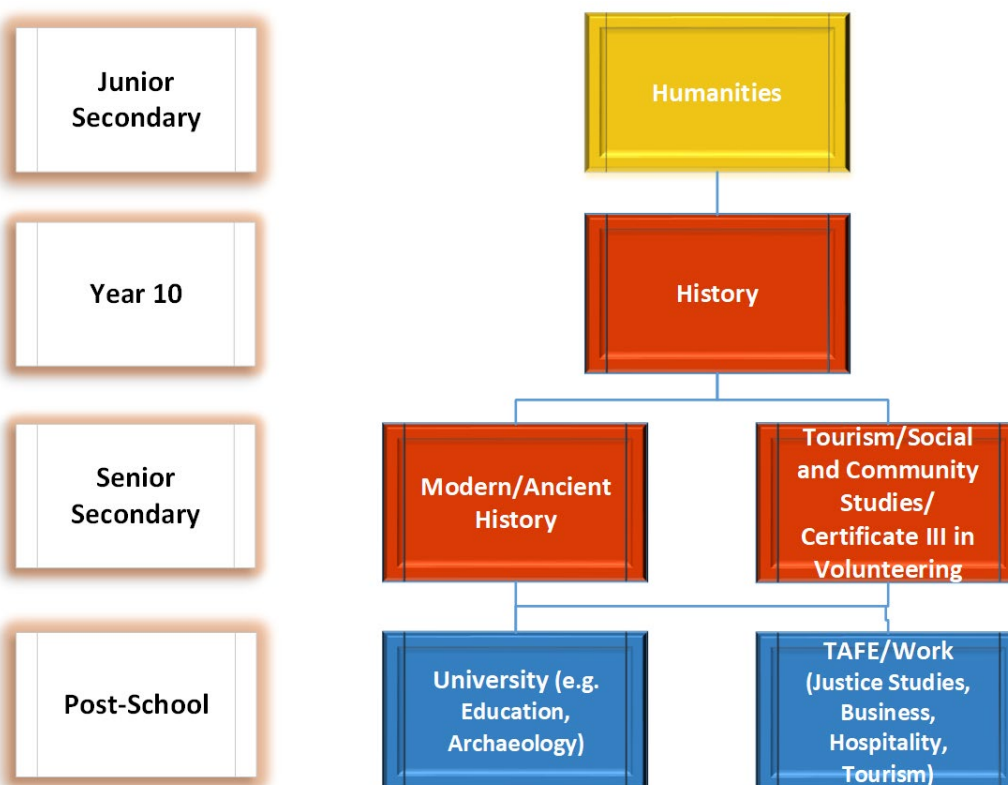 Junior
Secondary
Humanities
Year 10
History
Senior
Secondary
Modern/Ancient
History
Tourism/Social
and Community
Studies/
Certificate III in
Volunteering
Post-School
University (e.g.
Education,
Archaeology)
TAFE/Work
(Justice Studies,
Business,
Hospitality,
Tourism)